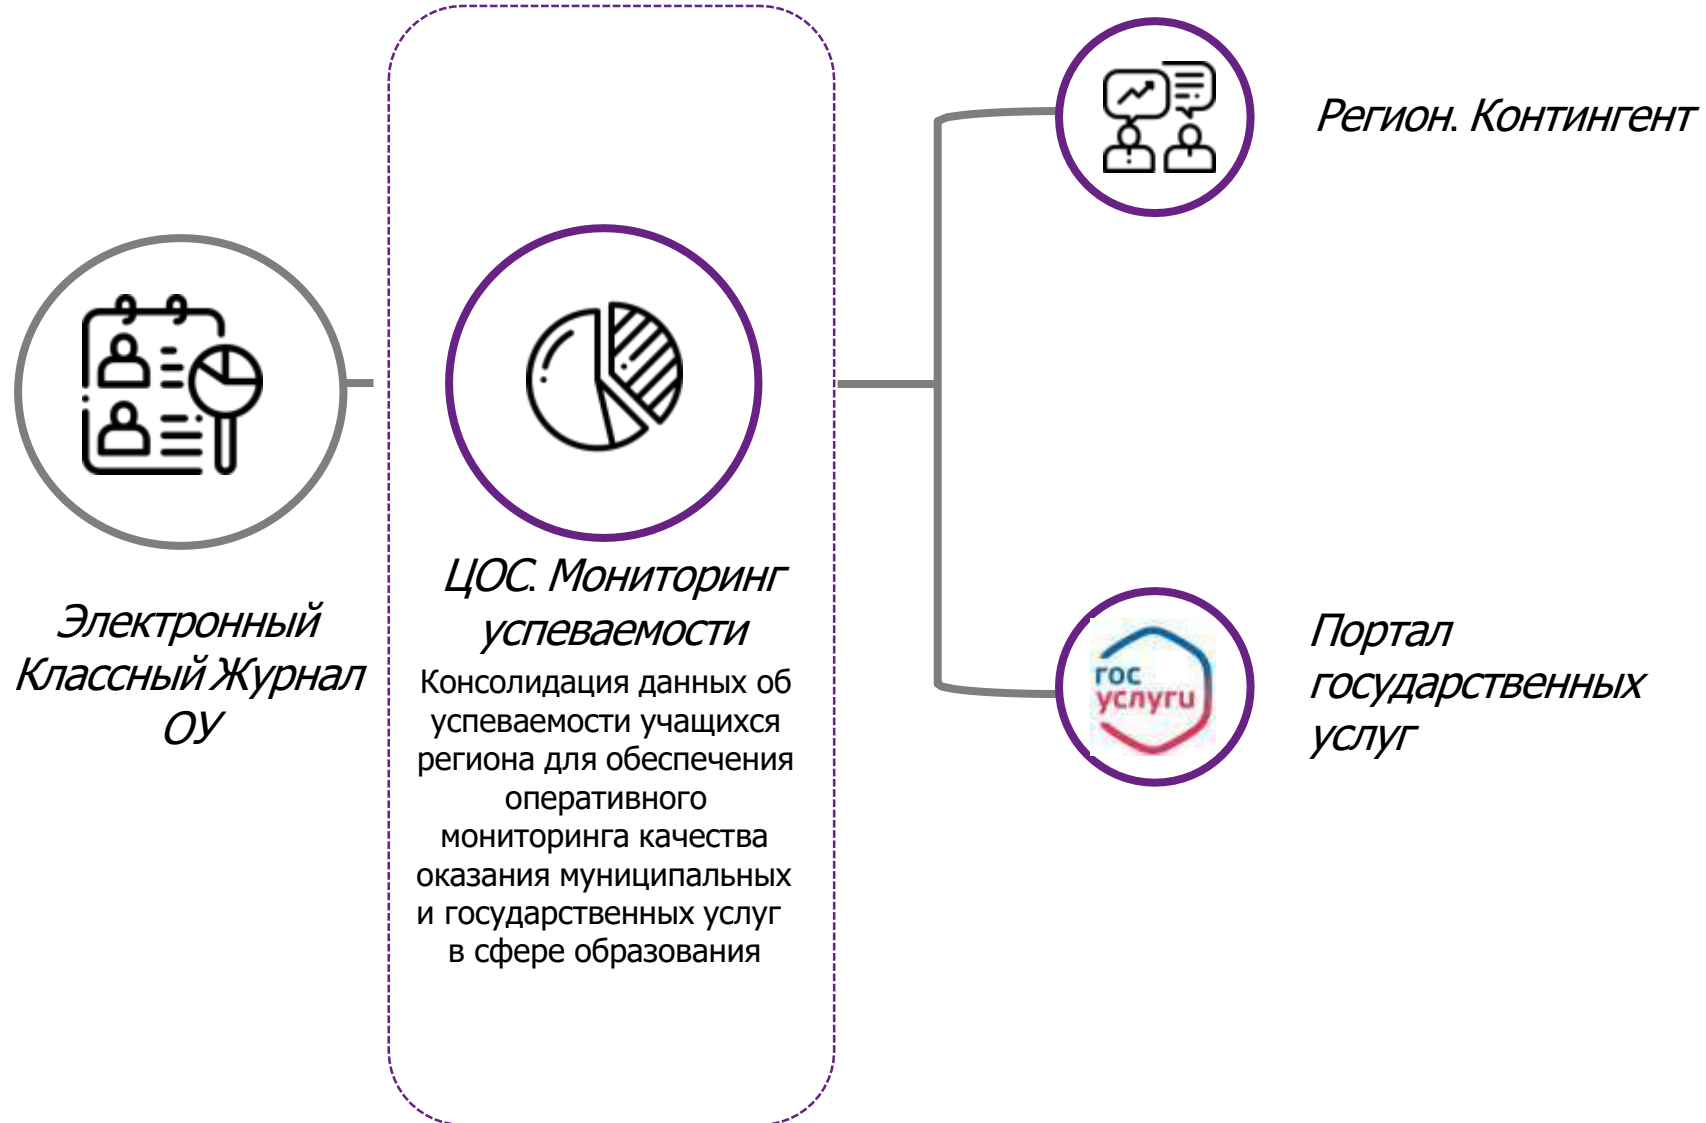 Электронный
Классный Журнал
ОУ
ЦОС. Мониторинг
успеваемости
Консолидация данных об
успеваемости учащихся
региона для обеспечения
оперативного
мониторинга качества
оказания муниципальных
и государственных услуг
в сфере образования
Регион. Контингент
гос
услуги
Портал
государственных
услуг